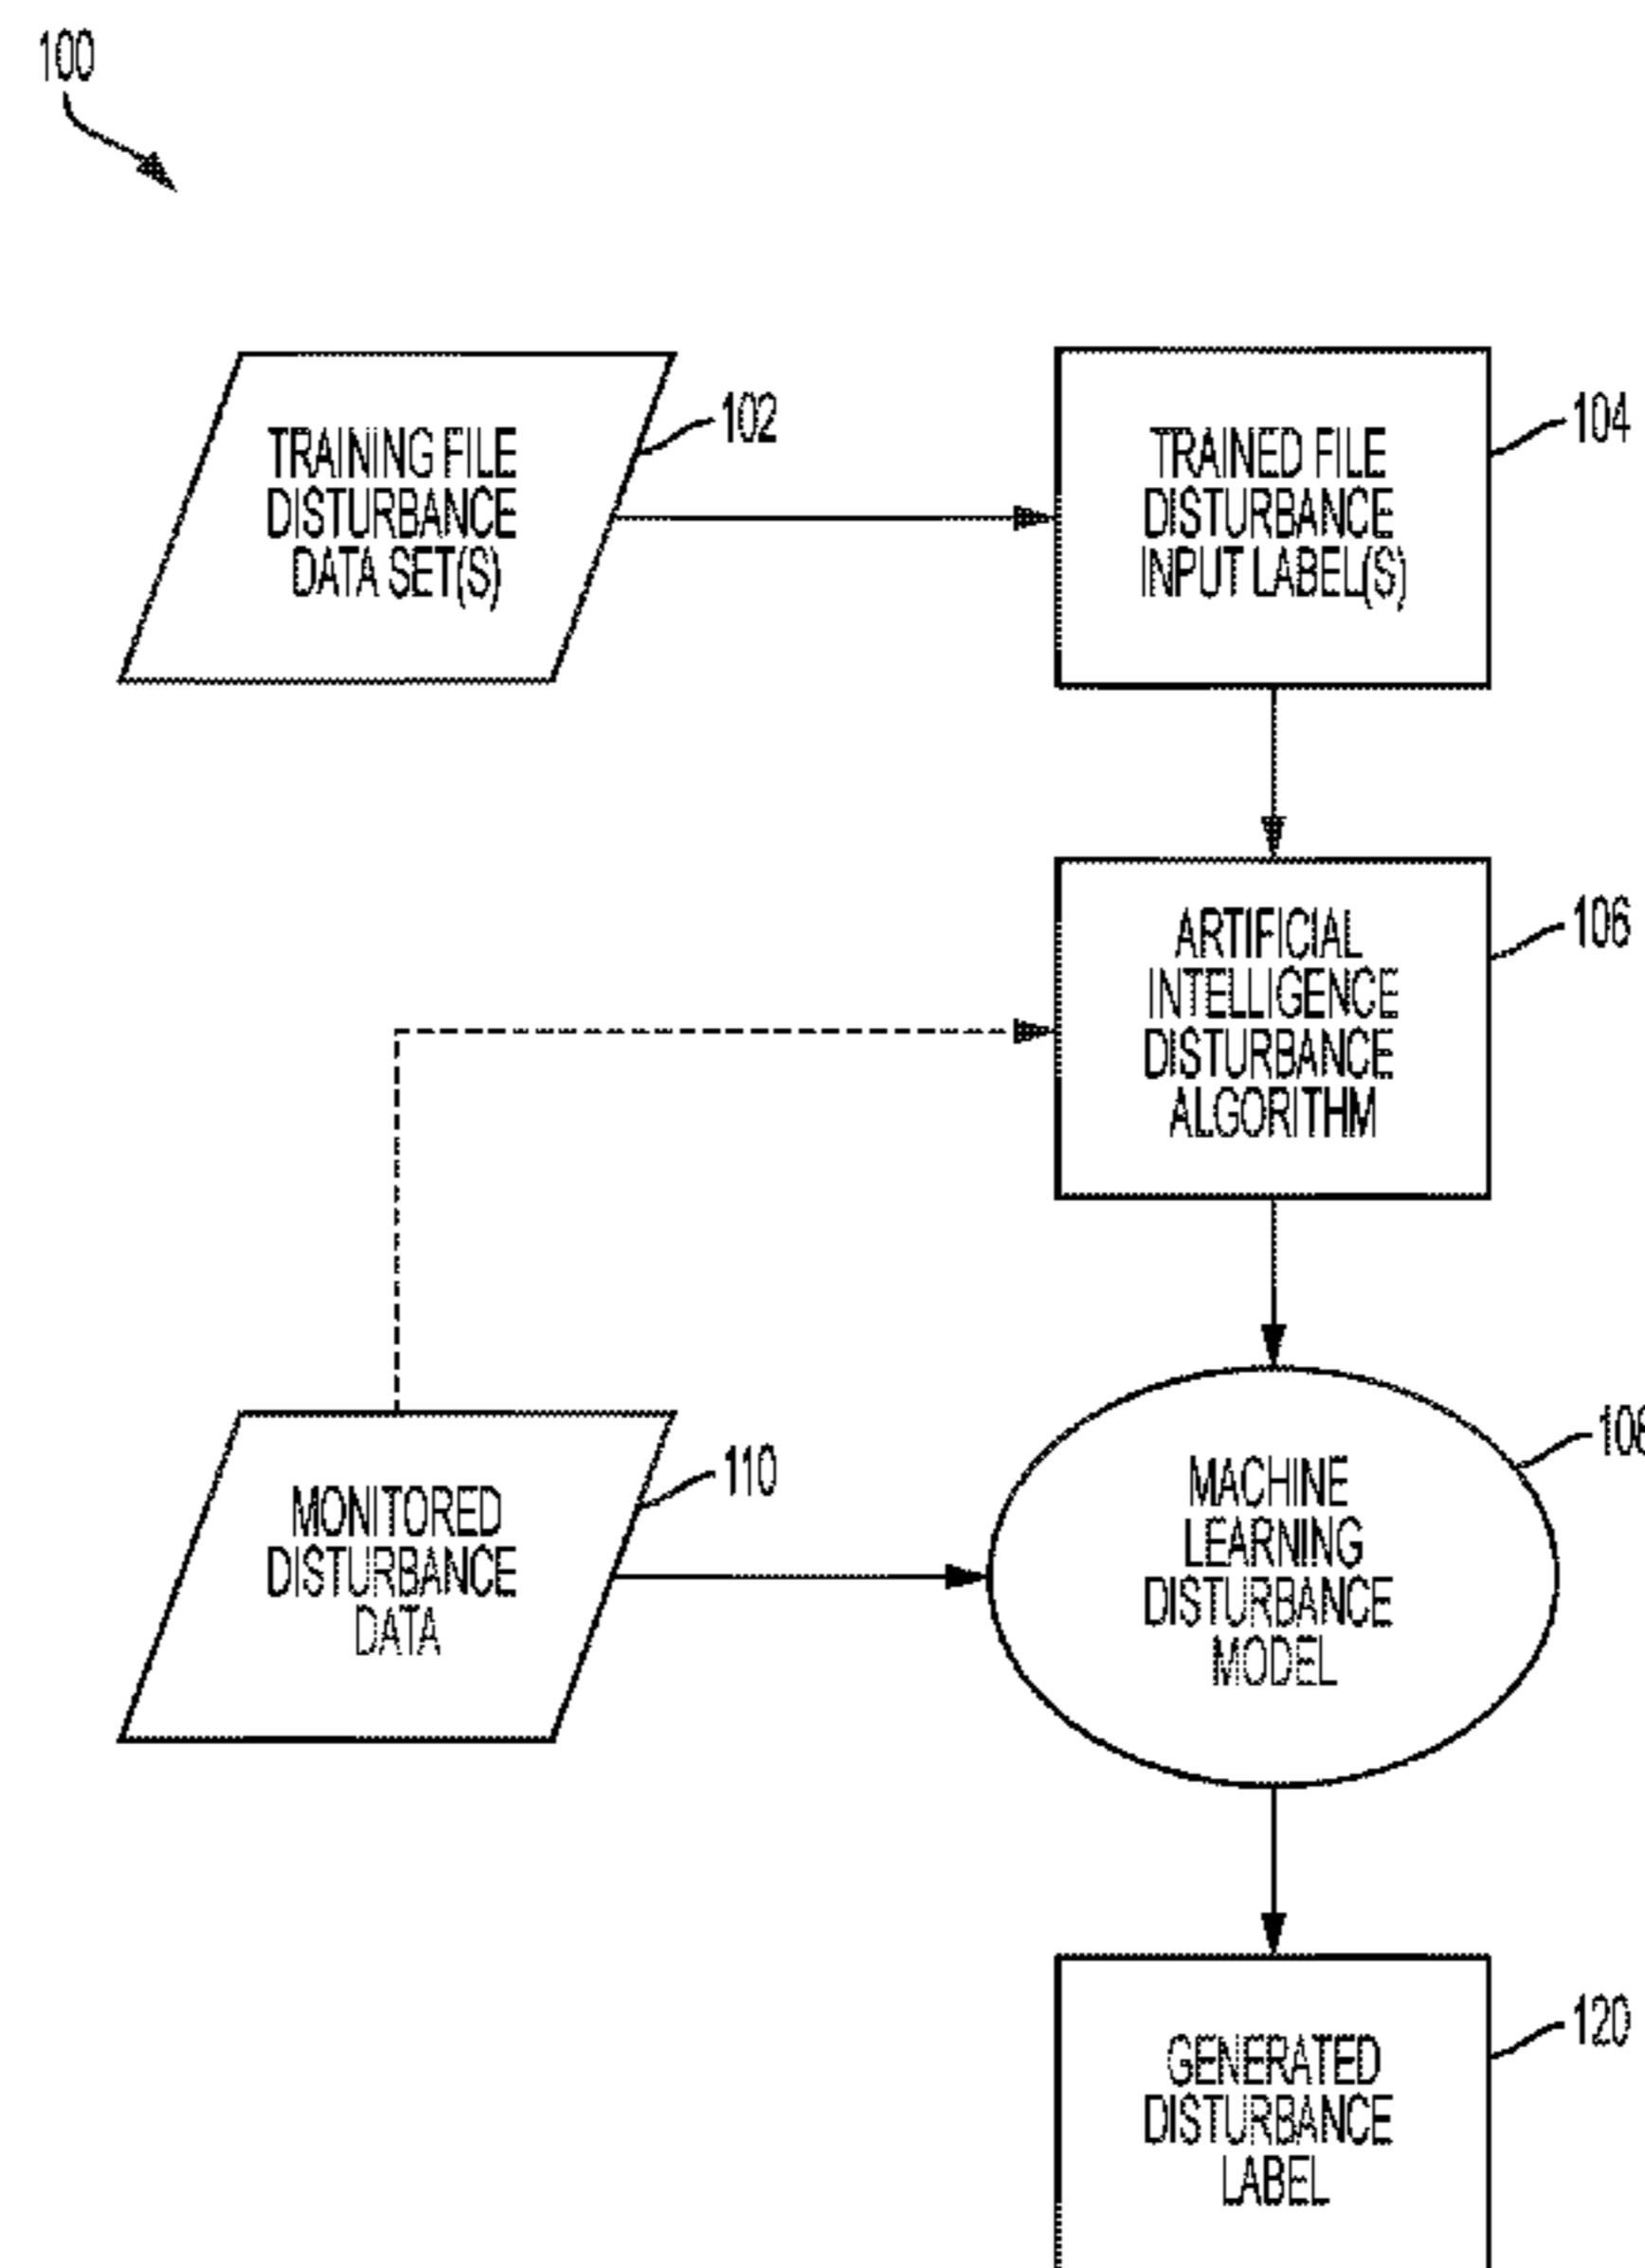 100
TRAINING FILE
DISTURBANCE
DATA SET(S)
102
TRAINED FILE
DISTURBANCE
INPUT LABEL(S)
104
ARTIFICIAL
INTELLIGENCE
DISTURBANCE
ALGORITHM
106
MONITORED
DISTURBANCE
DATA
110
MACHINE
LEARNING
DISTURBANCE
MODEL
GENERATED
DISTURBANCE
LABEL
120